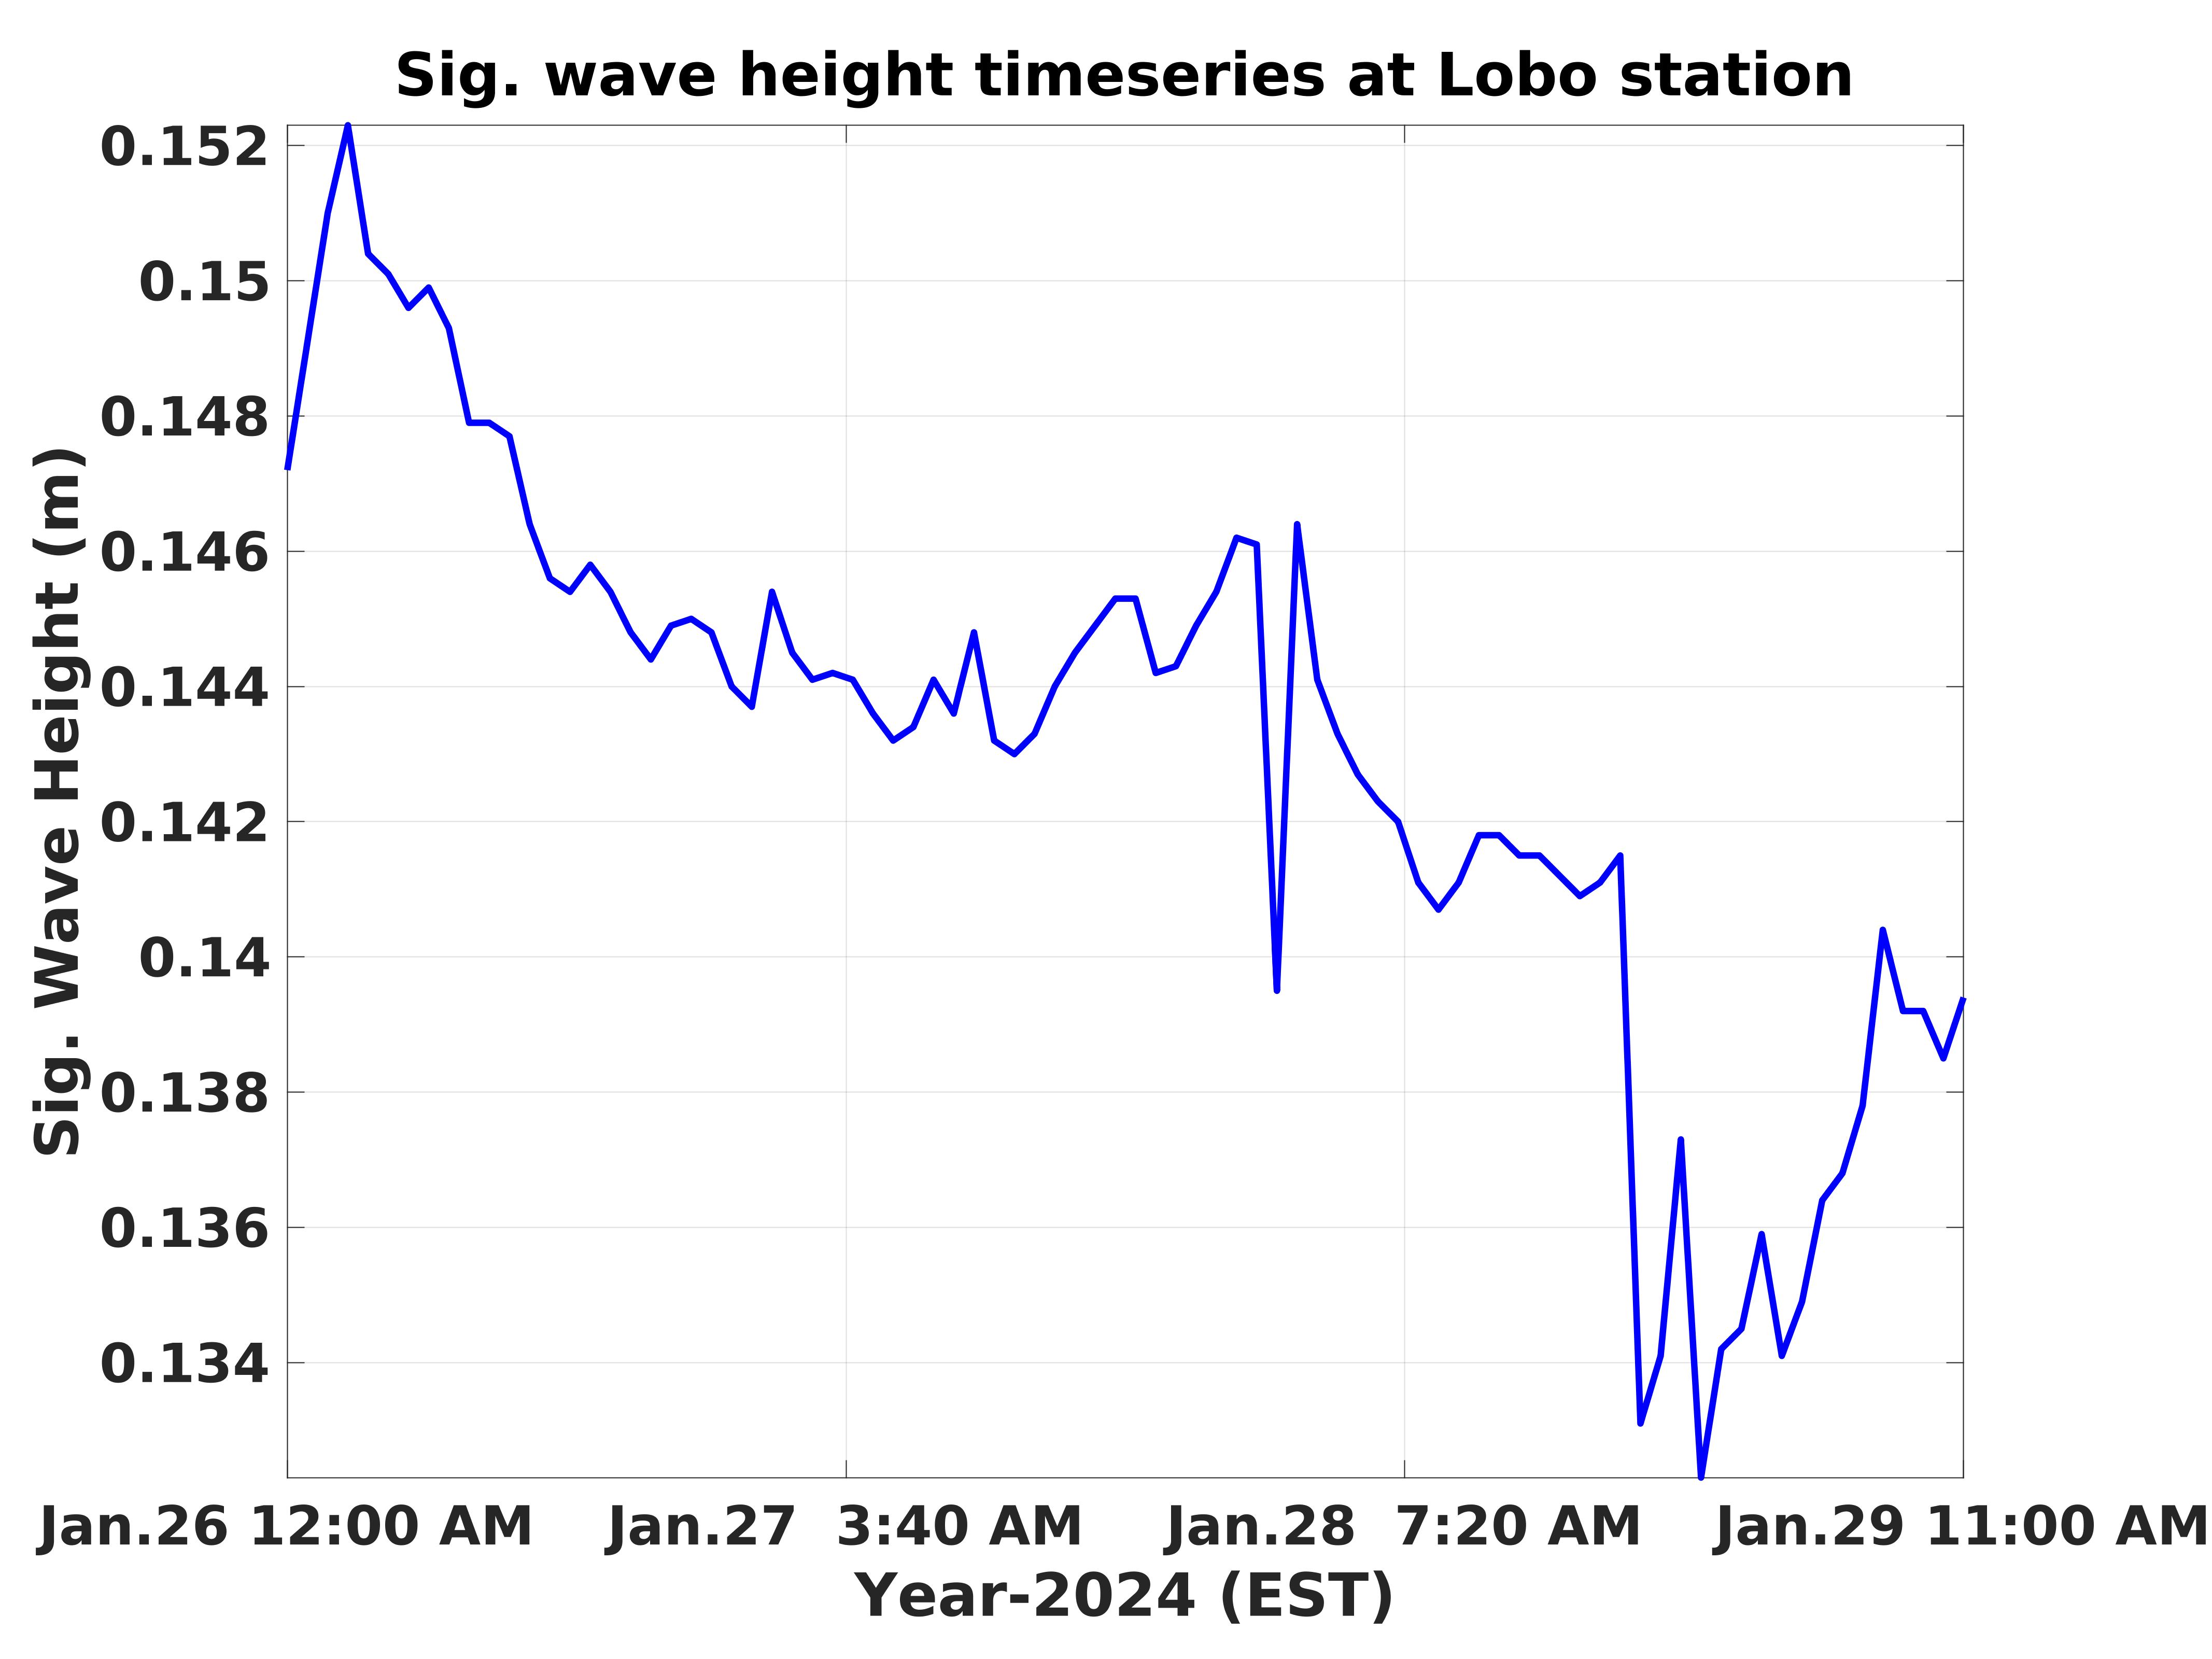 Sig. wave height timeseries at Lobo station
Sig. Wave Height (m)
0.152
0.15
0.148
0.146
0.144
0.142
0.14
0.138
0.136
0.134
Jan.26 12:00 AM Jan.27 3:40 AM Jan.28 7:20 AM Jan.29 11:00 AM
Year-2024 (EST)